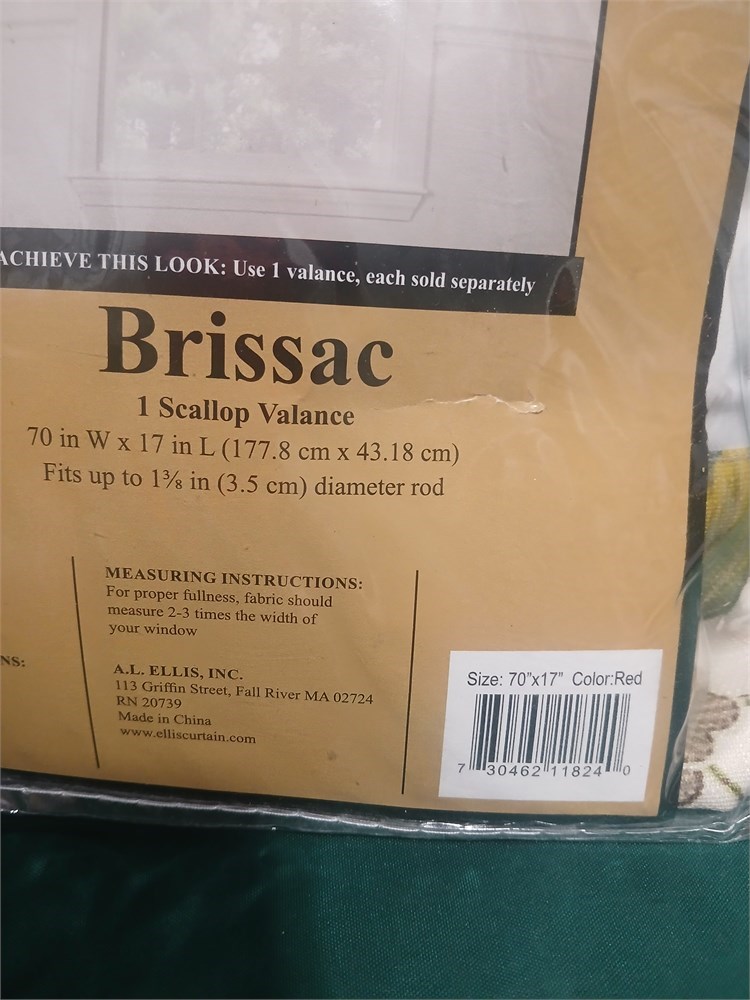 ACHIEVE THIS LOOK: Use 1 valance, each sold separately
Brissac
1 Scallop Valance
70 in W x 17 in L (177.8 cm x 43.18 cm)
Fits up to 1⅜ in (3.5 cm) diameter rod
MEASURING INSTRUCTIONS:
For proper fullness, fabric should
measure 2-3 times the width of
your window
NS:
A.L. ELLIS, INC.
113 Griffin Street, Fall River MA 02724
RN 20739
Made in China
www.elliscurtain.com
Size: 70"x17" Color:Red
7 30462 11824 0